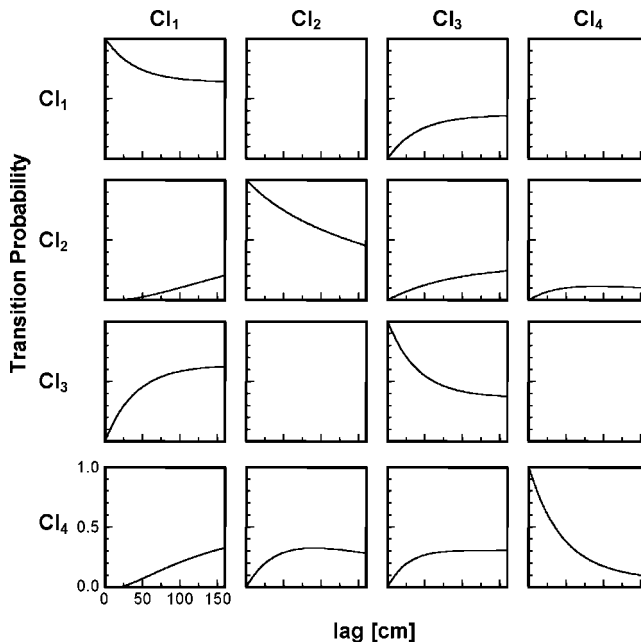 Cl₁ Cl₂ Cl₃ Cl₄
Transition Probability
Cl₁
Cl₂
Cl₃
Cl₄
1.0
0.5
0.0
0 50 100 150
lag [cm]